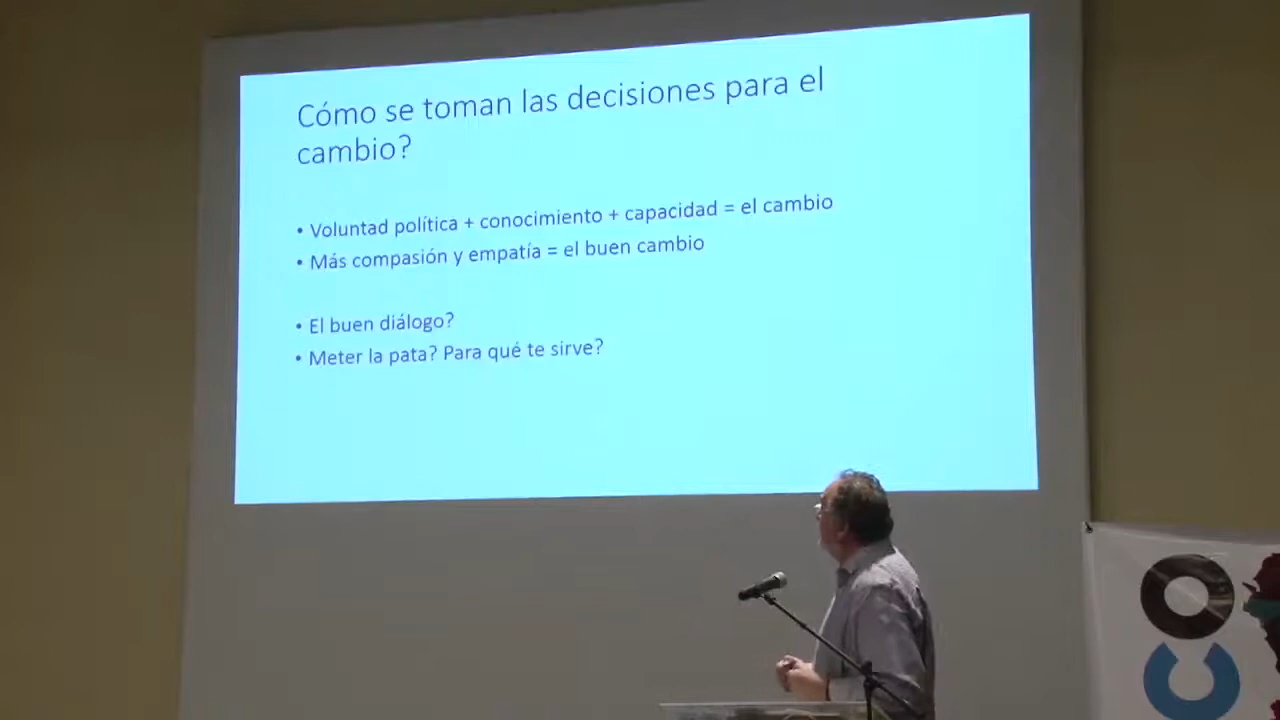 Cómo se toman las decisiones para el
cambio?
• Voluntad política + conocimiento + capacidad = el cambio
• Más compasión y empatía = el buen cambio
• El buen diálogo?
• Meter la pata? Para qué te sirve?